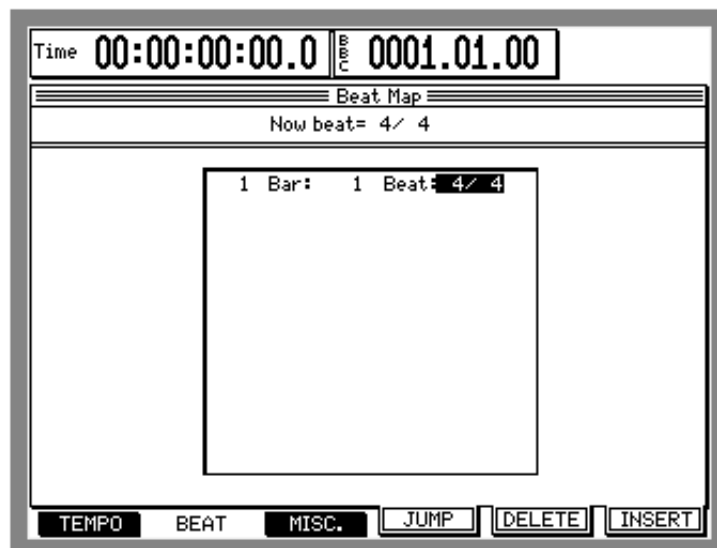 Time 00:00:00:00.0 BBC 0001.01.00
Beat Map
Now beat= 4/ 4
1 Bar: 1 Beat: 4/ 4
TEMPO BEAT MISC. JUMP DELETE INSERT